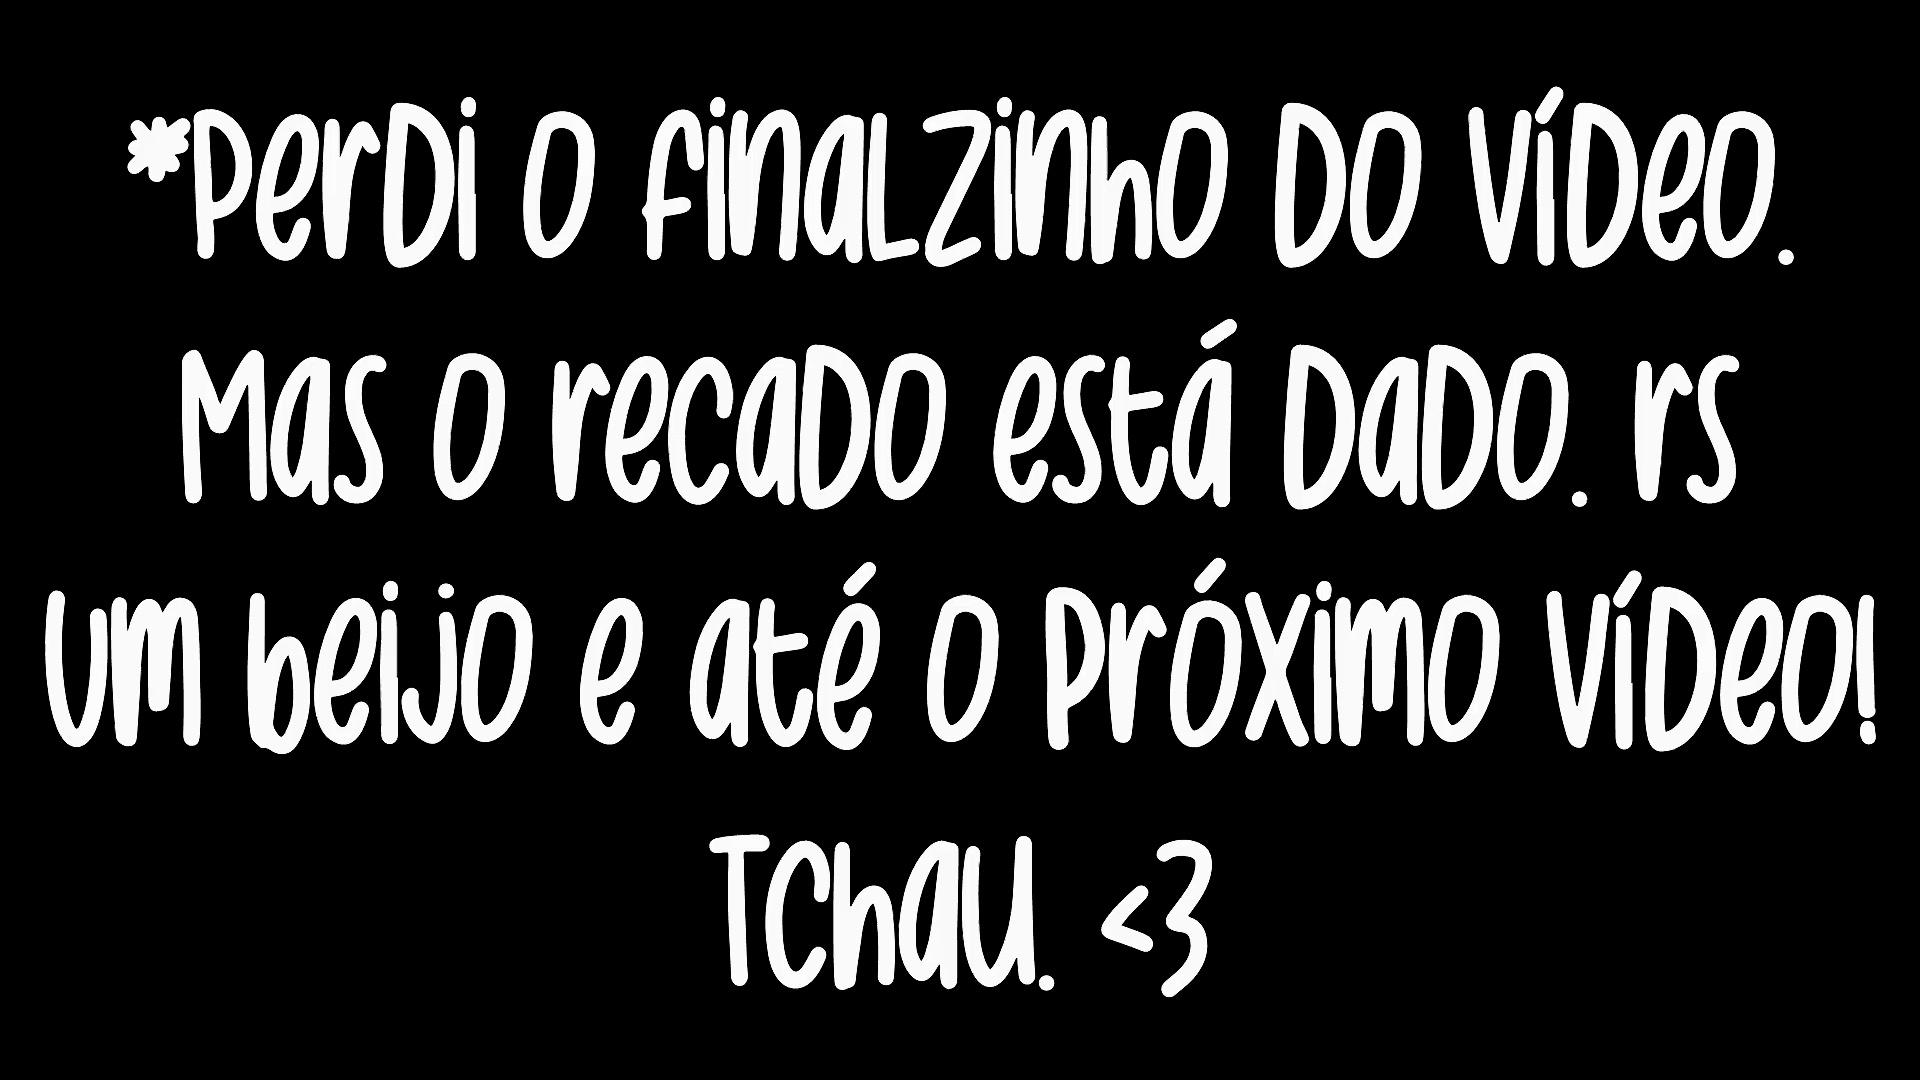 *Perdi o finalzinho do vídeo.
Mas o recado está dado. rs
Um beijo e até o próximo vídeo!
Tchau. <3